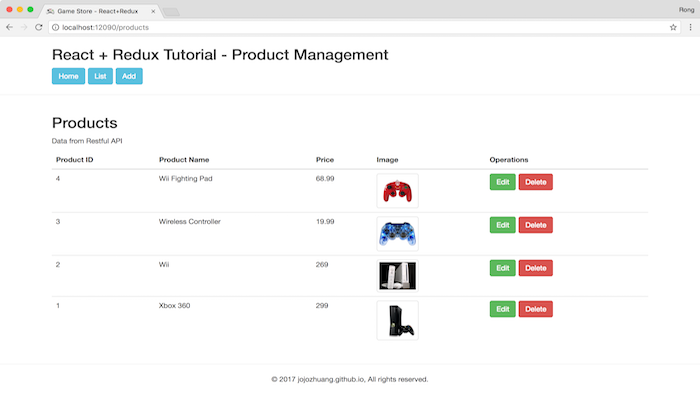 Game Store - React+Redux
Rong
localhost:12090/products
React + Redux Tutorial - Product Management
Home List Add
Products
Data from Restful API
Product ID Product Name Price Image Operations
4 Wii Fighting Pad 68.99 Edit Delete
3 Wireless Controller 19.99 Edit Delete
2 Wii 269 Edit Delete
1 Xbox 360 299 Edit Delete
© 2017 jojozhuang.github.io, All rights reserved.